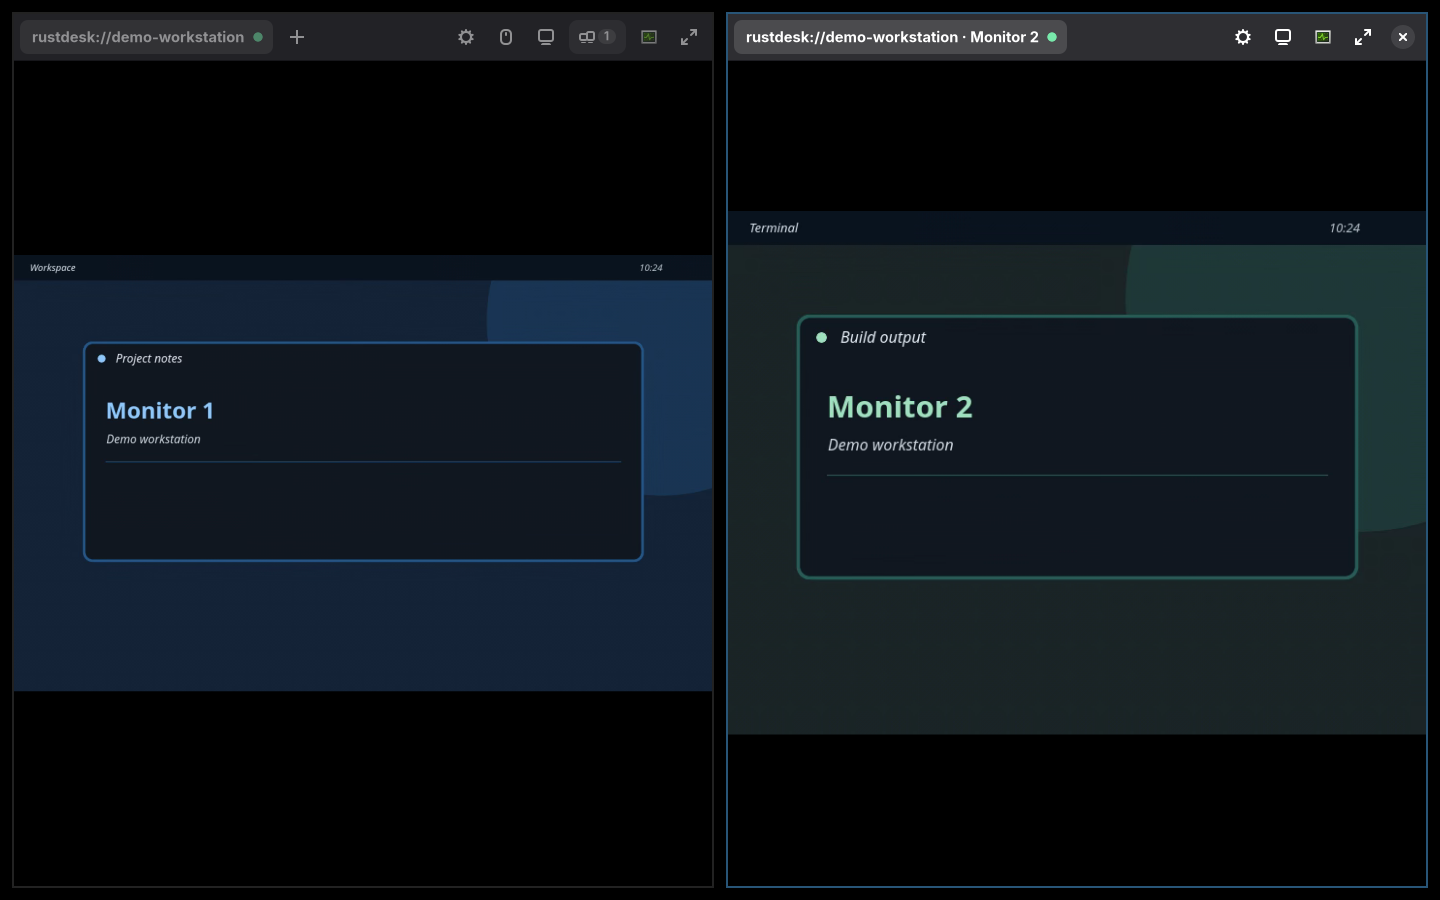 rustdesk://demo-workstation
1
Workspace
10:24
Project notes
Monitor 1
Demo workstation
rustdesk://demo-workstation · Monitor 2
Terminal
10:24
Build output
Monitor 2
Demo workstation